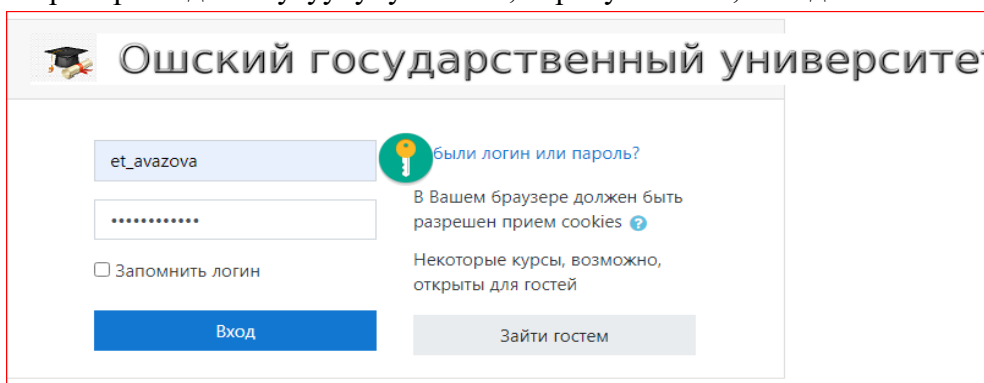 Ошский государственный университет
et_avazova
были логин или пароль?
В Вашем браузере должен быть
разрешен прием cookies
Запомнить логин
Некоторые курсы, возможно,
открыты для гостей
Вход
Зайти гостем